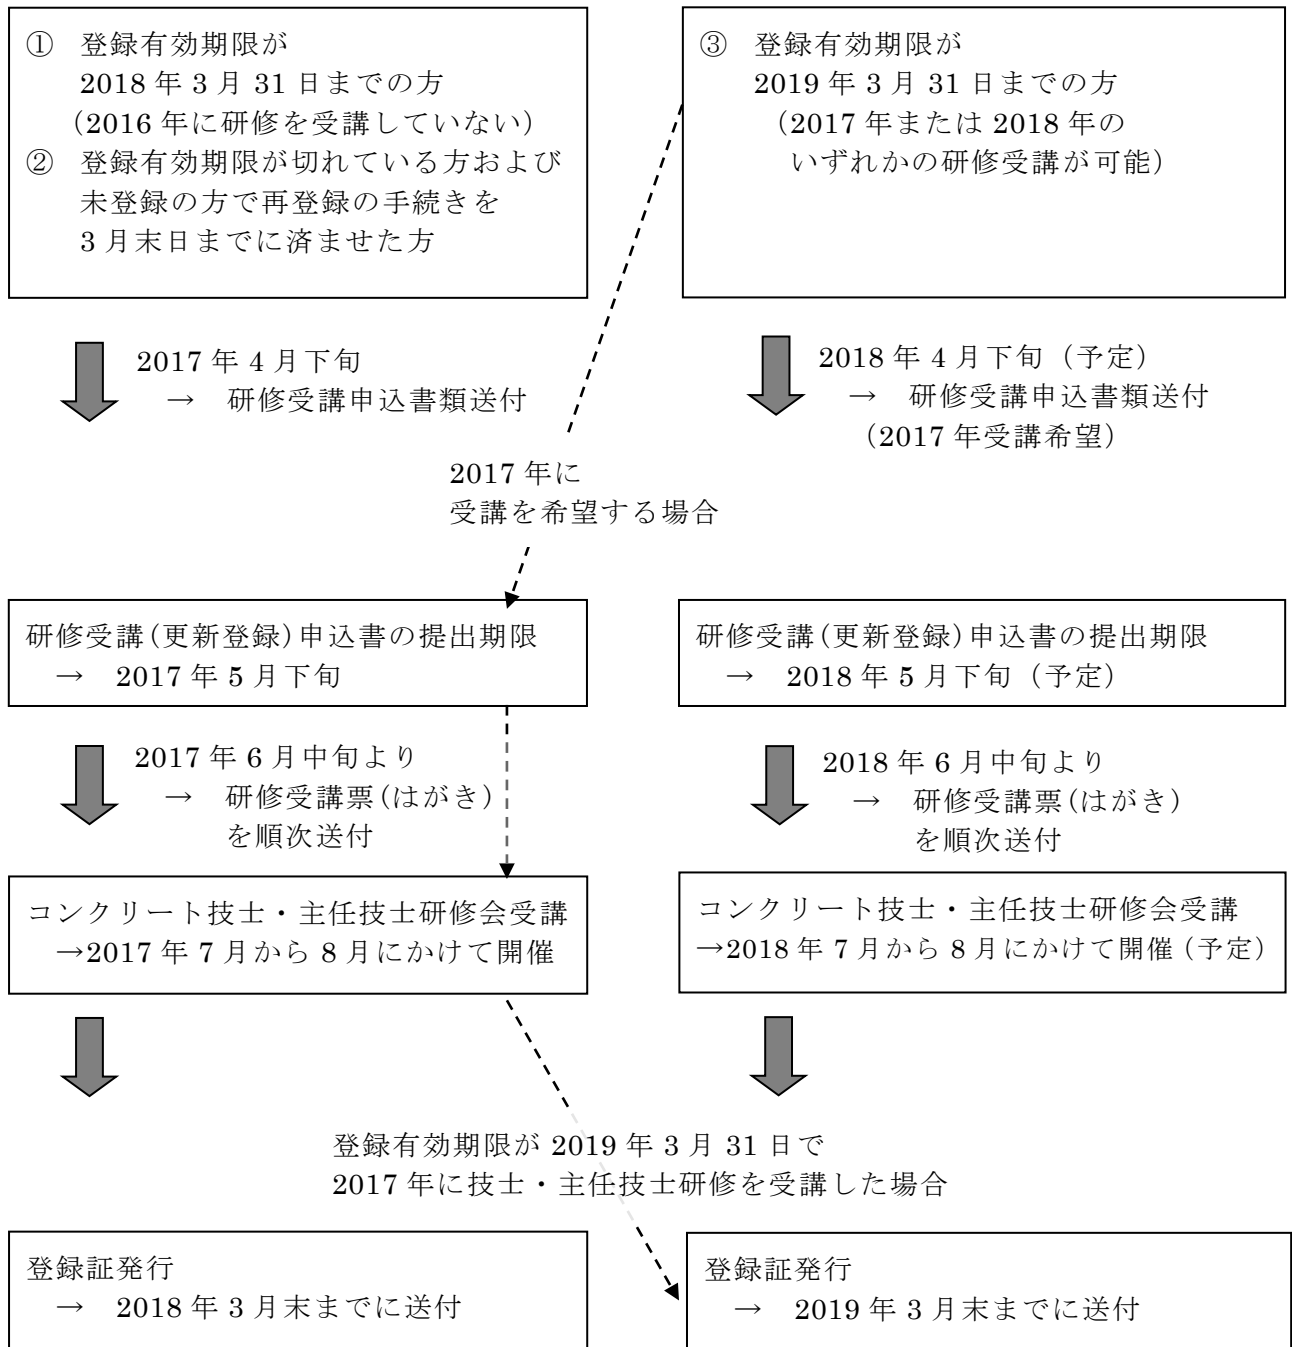 ① 登録有効期限が
2018 年 3 月 31 日までの方
（2016 年に研修を受講していない）
② 登録有効期限が切れている方および
未登録の方で再登録の手続きを
3 月末日までに済ませた方
③ 登録有効期限が
2019 年 3 月 31 日までの方
（2017 年または 2018 年の
いずれかの研修受講が可能）
2017 年 4 月下旬
→ 研修受講申込書類送付
2018 年 4 月下旬（予定）
→ 研修受講申込書類送付
（2017 年受講希望）
2017 年に
受講を希望する場合
研修受講(更新登録)申込書の提出期限
→ 2017 年 5 月下旬
研修受講(更新登録)申込書の提出期限
→ 2018 年 5 月下旬（予定）
2017 年 6 月中旬より
→ 研修受講票(はがき)
を順次送付
2018 年 6 月中旬より
→ 研修受講票(はがき)
を順次送付
コンクリート技士・主任技士研修会受講
→2017 年 7 月から 8 月にかけて開催
コンクリート技士・主任技士研修会受講
→2018 年 7 月から 8 月にかけて開催（予定）
登録有効期限が 2019 年 3 月 31 日で
2017 年に技士・主任技士研修を受講した場合
登録証発行
→ 2018 年 3 月末までに送付
登録証発行
→ 2019 年 3 月末までに送付